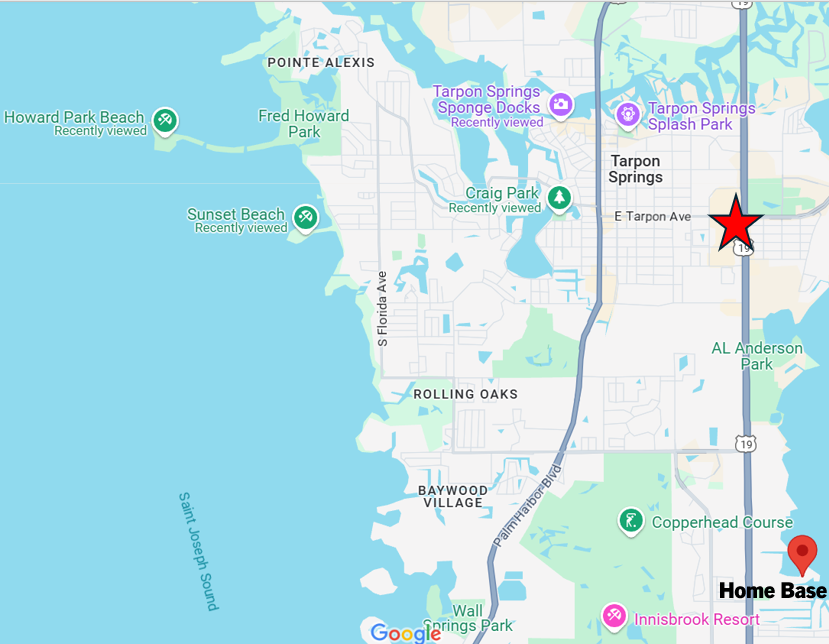 19
19
POINTE ALEXIS
Tarpon Springs
Sponge Docks
Recently viewed
Tarpon Springs
Splash Park
Howard Park Beach
Recently viewed
Fred Howard
Park
Tarpon
Springs
Craig Park
Recently viewed
Sunset Beach
Recently viewed
E Tarpon Ave
19
S Florida Ave
AL Anderson
Park
ROLLING OAKS
19
BAYWOOD
VILLAGE
Palm Harbor Blvd
Saint Joseph Sound
Copperhead Course
Home Base
Wall
Springs Park
Innisbrook Resort
Google